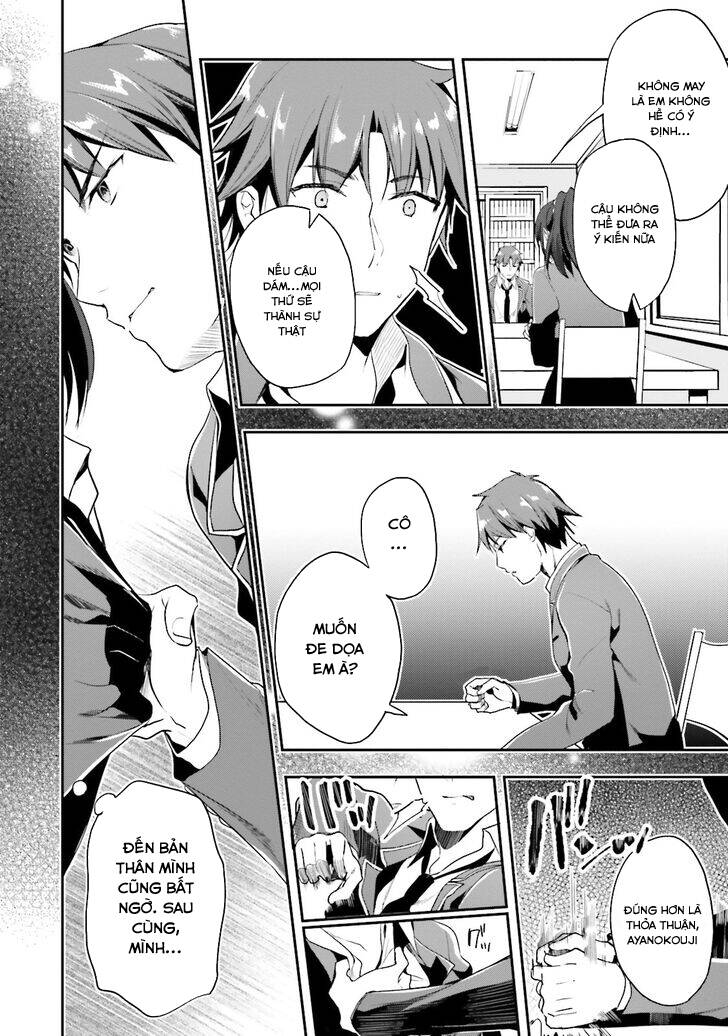 KHÔNG MAY
LÀ EM KHÔNG
HỀ CÓ Ý
ĐỊNH...
CẬU KHÔNG
THỂ ĐƯA RA
Ý KIẾN NỮA
NẾU CẬU
DÁM...MỌI
THỨ SẼ
THÀNH SỰ
THẬT
CÔ
...
MUỐN
ĐE DỌA
EM À?
ĐÚNG HƠN LÀ
THỎA THUẬN,
AYANOKOUJI
ĐẾN BẢN
THÂN MÌNH
CŨNG BẤT
NGỜ. SAU
CÙNG,
MÌNH...